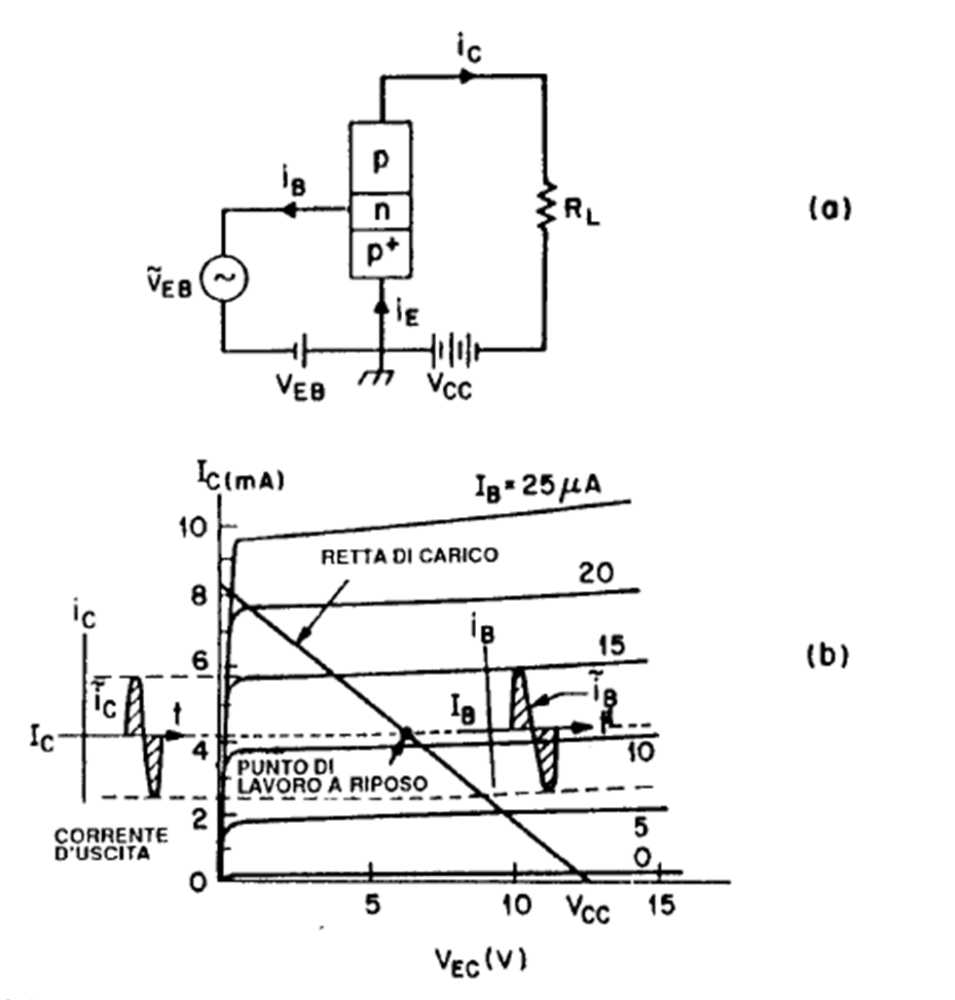 iC
p
iB
n
RL
(a)
p+
ṽEB
iE
VEB
VCC
IC(mA)
IB = 25 μA
10
RETTA DI CARICO
20
8
iC
iB
15
6
(b)
ĩC
t
IB
ĩB
IC
4
10
PUNTO DI
LAVORO A RIPOSO
2
5
CORRENTE
D'USCITA
0
0
5
10
VCC
15
VEC(V)